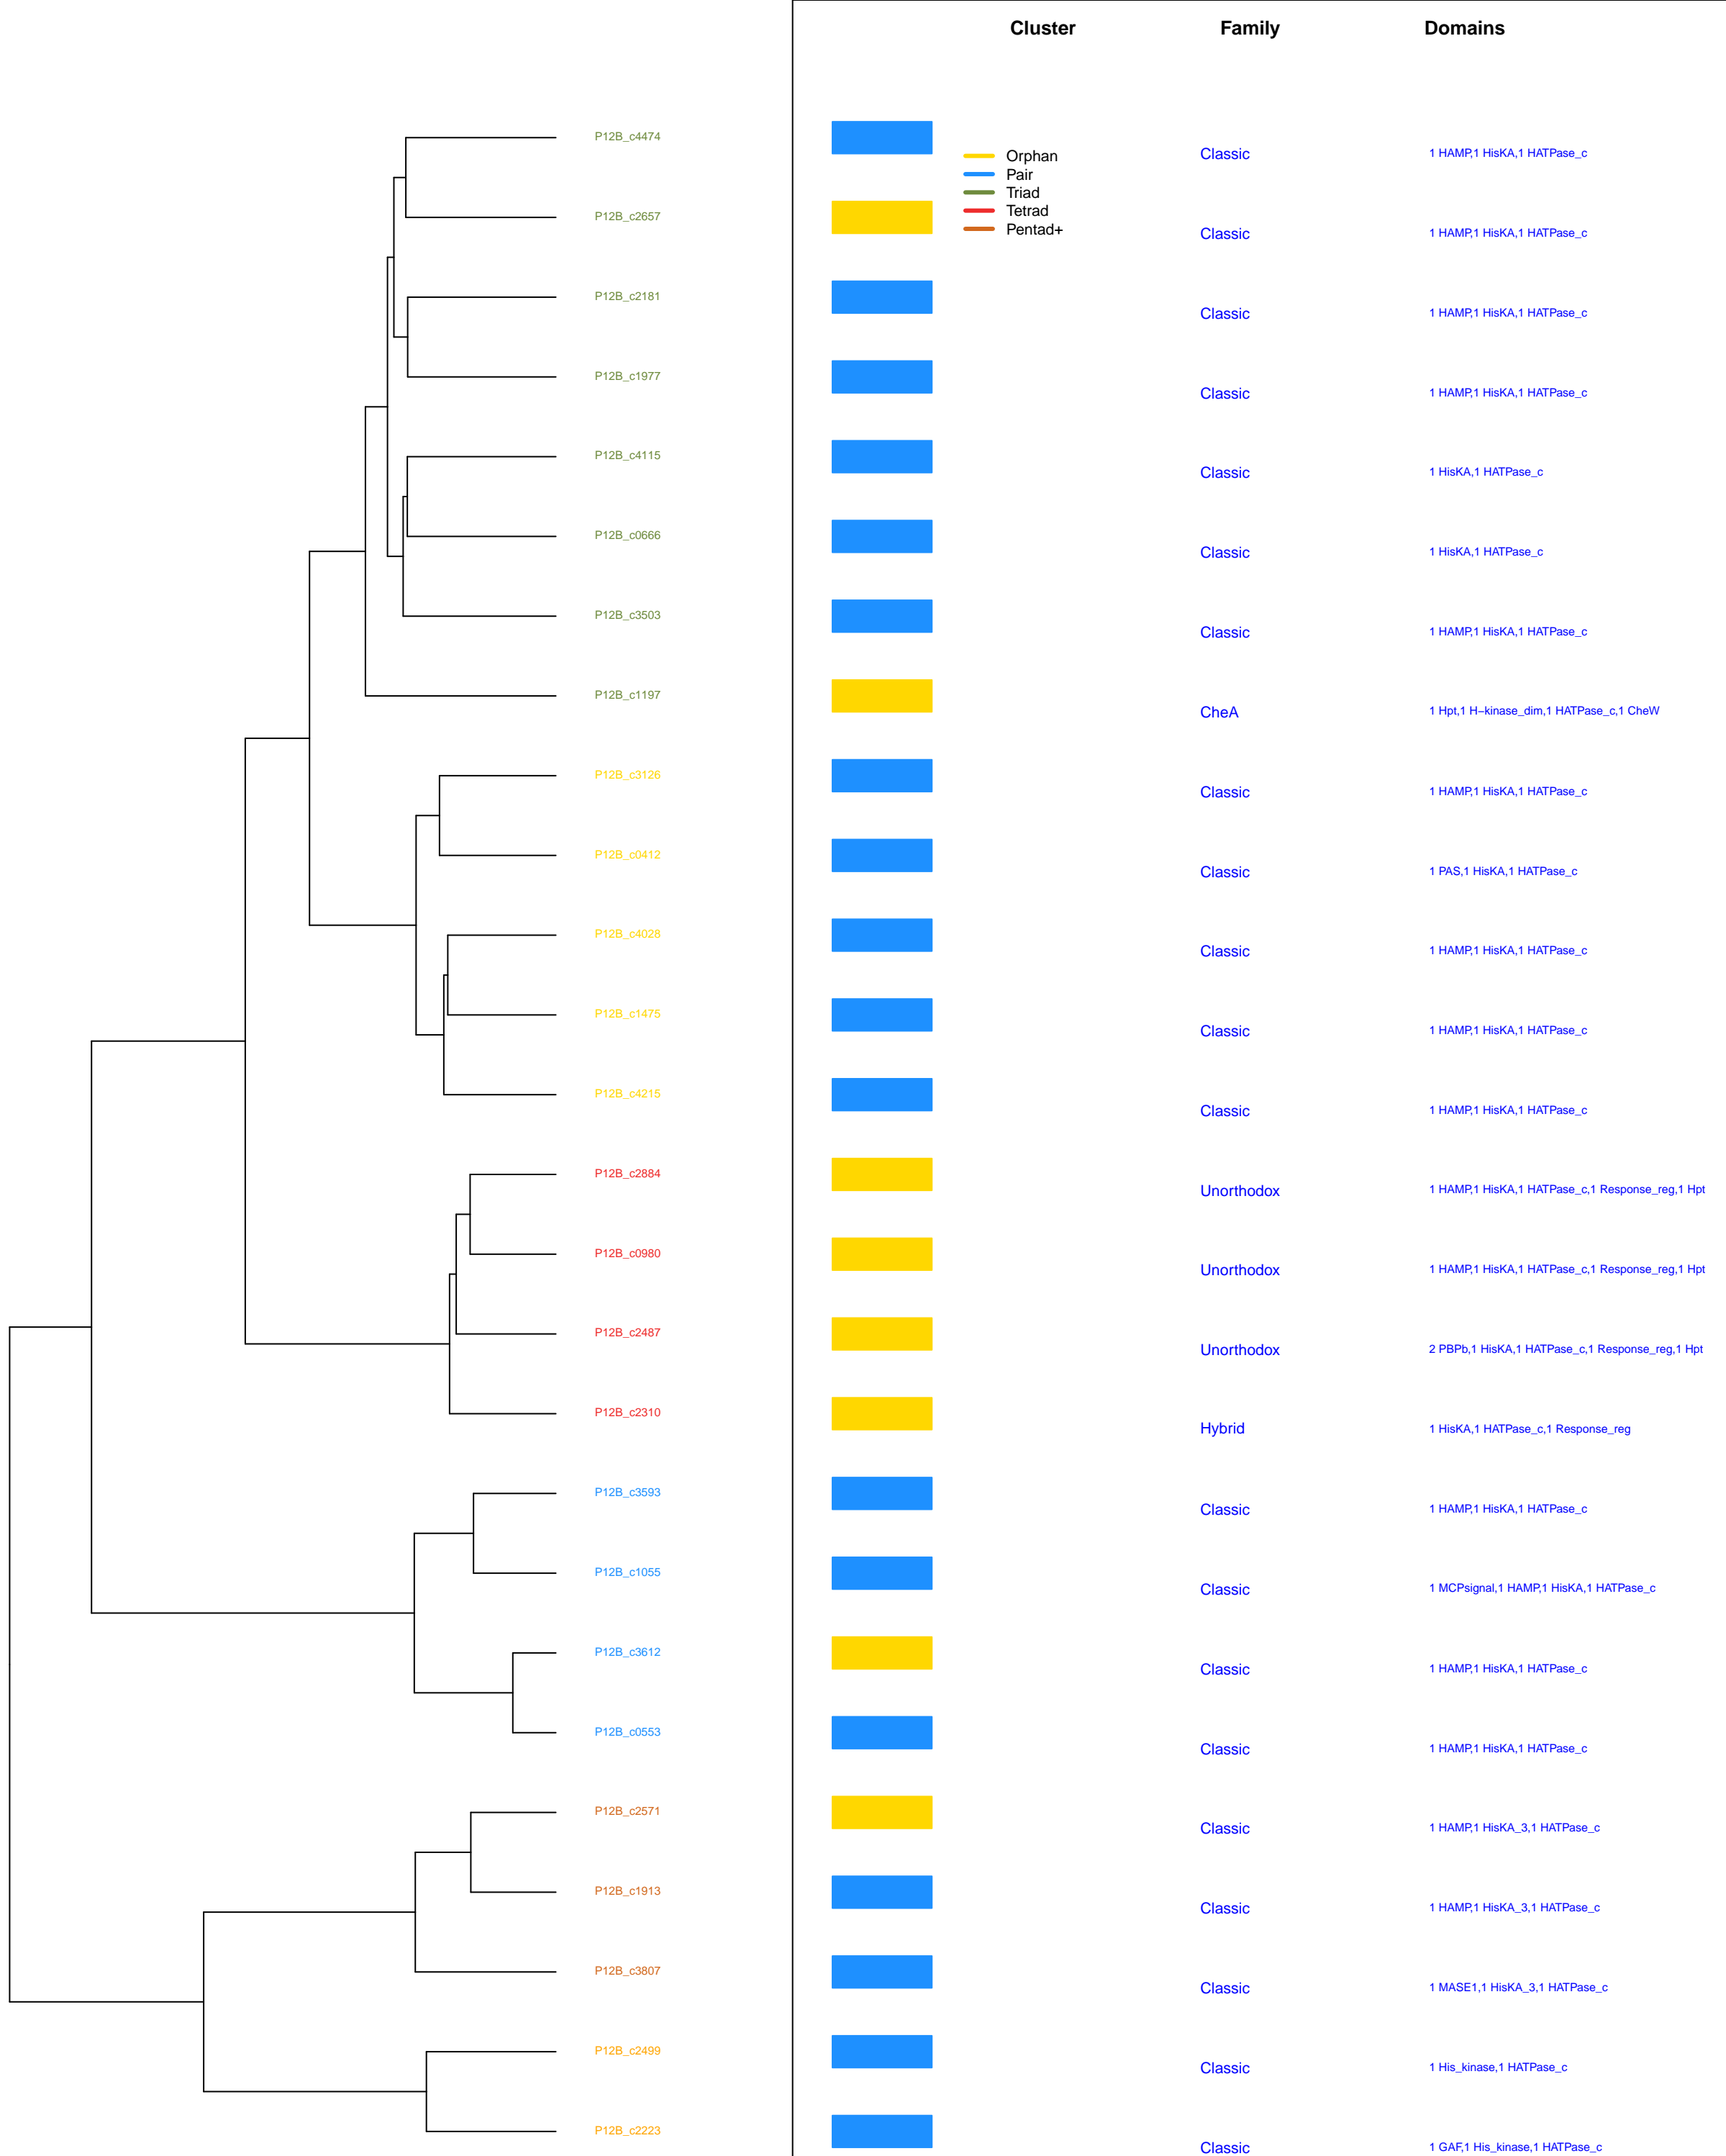 Cluster Family Domains
P12B_c4474 Classic 1 HAMP,1 HisKA,1 HATPase_c
Orphan
Pair
Triad
Tetrad
Pentad+
P12B_c2657 Classic 1 HAMP,1 HisKA,1 HATPase_c
P12B_c2181 Classic 1 HAMP,1 HisKA,1 HATPase_c
P12B_c1977 Classic 1 HAMP,1 HisKA,1 HATPase_c
P12B_c4115 Classic 1 HisKA,1 HATPase_c
P12B_c0666 Classic 1 HisKA,1 HATPase_c
P12B_c3503 Classic 1 HAMP,1 HisKA,1 HATPase_c
P12B_c1197 CheA 1 Hpt,1 H−kinase_dim,1 HATPase_c,1 CheW
P12B_c3126 Classic 1 HAMP,1 HisKA,1 HATPase_c
P12B_c0412 Classic 1 PAS,1 HisKA,1 HATPase_c
P12B_c4028 Classic 1 HAMP,1 HisKA,1 HATPase_c
P12B_c1475 Classic 1 HAMP,1 HisKA,1 HATPase_c
P12B_c4215 Classic 1 HAMP,1 HisKA,1 HATPase_c
P12B_c2884 Unorthodox 1 HAMP,1 HisKA,1 HATPase_c,1 Response_reg,1 Hpt
P12B_c0980 Unorthodox 1 HAMP,1 HisKA,1 HATPase_c,1 Response_reg,1 Hpt
P12B_c2487 Unorthodox 2 PBPb,1 HisKA,1 HATPase_c,1 Response_reg,1 Hpt
P12B_c2310 Hybrid 1 HisKA,1 HATPase_c,1 Response_reg
P12B_c3593 Classic 1 HAMP,1 HisKA,1 HATPase_c
P12B_c1055 Classic 1 MCPsignal,1 HAMP,1 HisKA,1 HATPase_c
P12B_c3612 Classic 1 HAMP,1 HisKA,1 HATPase_c
P12B_c0553 Classic 1 HAMP,1 HisKA,1 HATPase_c
P12B_c2571 Classic 1 HAMP,1 HisKA_3,1 HATPase_c
P12B_c1913 Classic 1 HAMP,1 HisKA_3,1 HATPase_c
P12B_c3807 Classic 1 MASE1,1 HisKA_3,1 HATPase_c
P12B_c2499 Classic 1 His_kinase,1 HATPase_c
P12B_c2223 Classic 1 GAF,1 His_kinase,1 HATPase_c